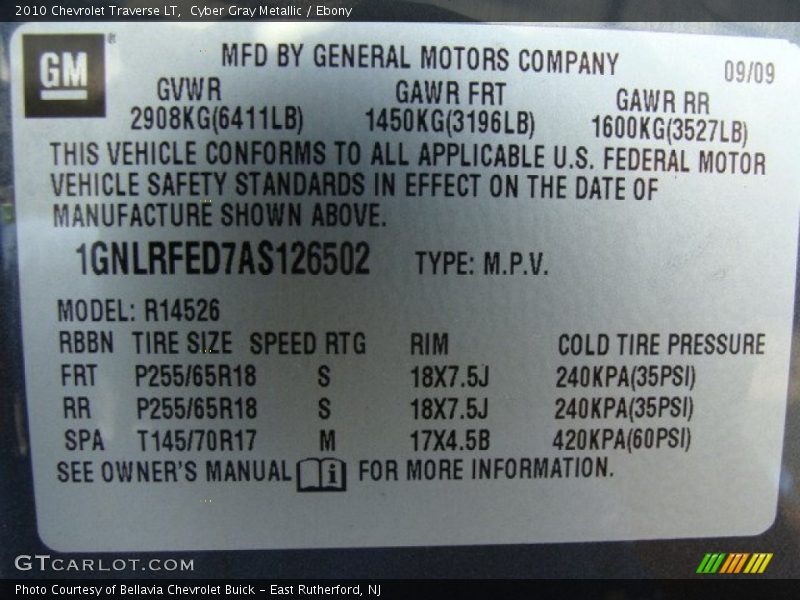 2010 Chevrolet Traverse LT, Cyber Gray Metallic / Ebony
GM ® MFD BY GENERAL MOTORS COMPANY 09/09
GVWR GAWR FRT GAWR RR
2908KG(6411LB) 1450KG(3196LB) 1600KG(3527LB)
THIS VEHICLE CONFORMS TO ALL APPLICABLE U.S. FEDERAL MOTOR
VEHICLE SAFETY STANDARDS IN EFFECT ON THE DATE OF
MANUFACTURE SHOWN ABOVE.
1GNLRFED7AS126502 TYPE: M.P.V.
MODEL: R14526
RBBN TIRE SIZE SPEED RTG RIM COLD TIRE PRESSURE
FRT P255/65R18 S 18X7.5J 240KPA(35PSI)
RR P255/65R18 S 18X7.5J 240KPA(35PSI)
SPA T145/70R17 M 17X4.5B 420KPA(60PSI)
SEE OWNER'S MANUAL i FOR MORE INFORMATION.
GTCARLOT.COM
Photo Courtesy of Bellavia Chevrolet Buick - East Rutherford, NJ